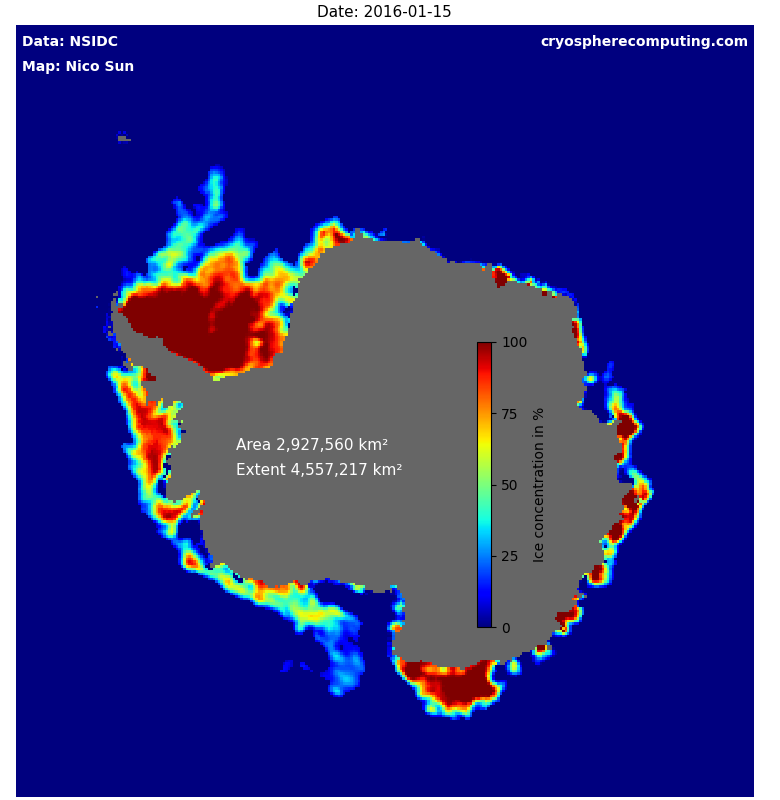 Date: 2016-01-15
Data: NSIDC
cryospherecomputing.com
Map: Nico Sun
Area 2,927,560 km²
Extent 4,557,217 km²
100
75
50
25
0
Ice concentration in %